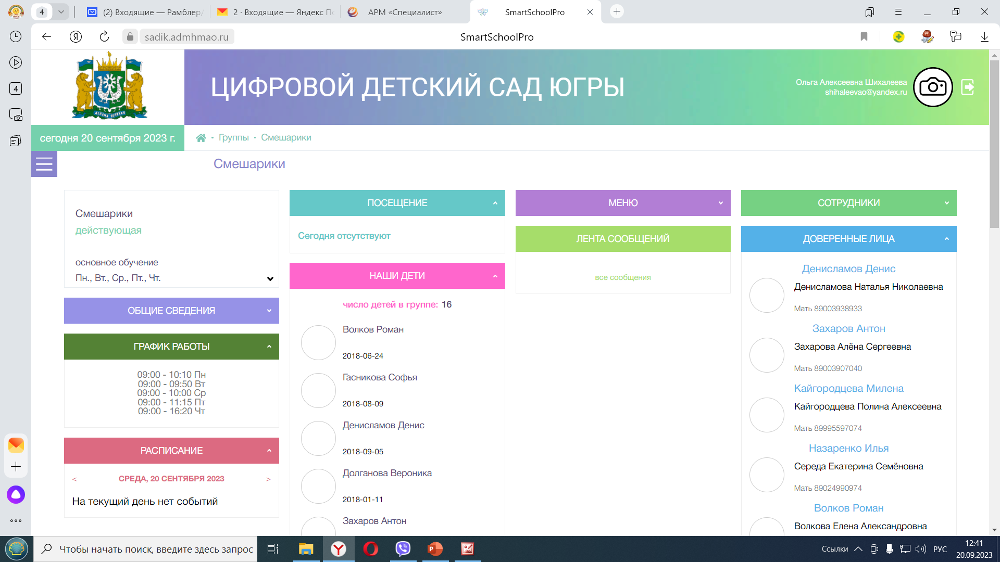 4
(2) Входящие — Рамблер/
2 · Входящие — Яндекс По
АРМ «Специалист»
SmartSchoolPro
sadik.admhmao.ru
SmartSchoolPro
4
ЦИФРОВОЙ ДЕТСКИЙ САД ЮГРЫ
Ольга Алексеевна Шихалеева
shihaleevao@yandex.ru
сегодня 20 сентября 2023 г.
• Группы • Смешарики
Смешарики
Смешарики
действующая
основное обучение
Пн., Вт., Ср., Пт., Чт.
ОБЩИЕ СВЕДЕНИЯ
ГРАФИК РАБОТЫ
09:00 - 10:10 Пн
09:00 - 09:50 Вт
09:00 - 10:00 Ср
09:00 - 11:15 Пт
09:00 - 16:20 Чт
РАСПИСАНИЕ
< СРЕДА, 20 СЕНТЯБРЯ 2023 >
На текущий день нет событий
ПОСЕЩЕНИЕ
Сегодня отсутствуют
НАШИ ДЕТИ
число детей в группе: 16
Волков Роман
2018-06-24
Гасникова Софья
2018-08-09
Денисламов Денис
2018-09-05
Долганова Вероника
2018-01-11
Захаров Антон
МЕНЮ
ЛЕНТА СООБЩЕНИЙ
все сообщения
СОТРУДНИКИ
ДОВЕРЕННЫЕ ЛИЦА
Денисламов Денис
Денисламова Наталья Николаевна
Мать 89003938933
Захаров Антон
Захарова Алёна Сергеевна
Мать 89003907040
Кайгородцева Милена
Кайгородцева Полина Алексеевна
Мать 89995597074
Назаренко Илья
Середа Екатерина Семёновна
Мать 89024990974
Волков Роман
Волкова Елена Александровна
Чтобы начать поиск, введите здесь запрос
Ссылки
РУС
12:41
20.09.2023